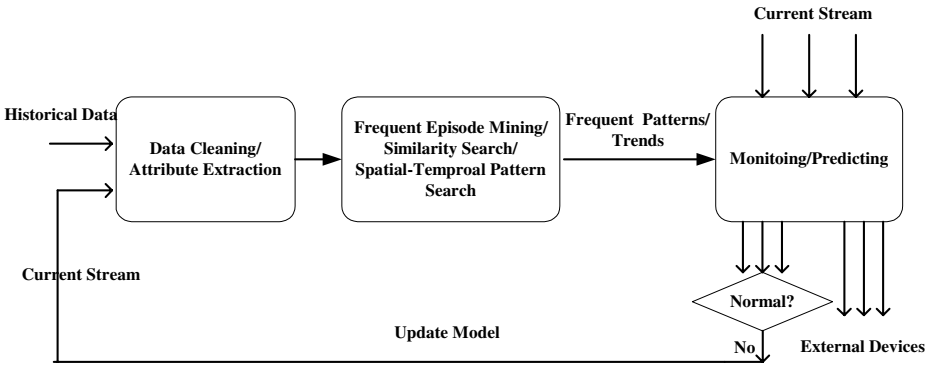 Current Stream
Historical Data
Data Cleaning/
Attribute Extraction
Frequent Episode Mining/
Similarity Search/
Spatial-Temproal Pattern
Search
Frequent Patterns/
Trends
Monitoing/Predicting
Current Stream
Normal?
Update Model
No
External Devices